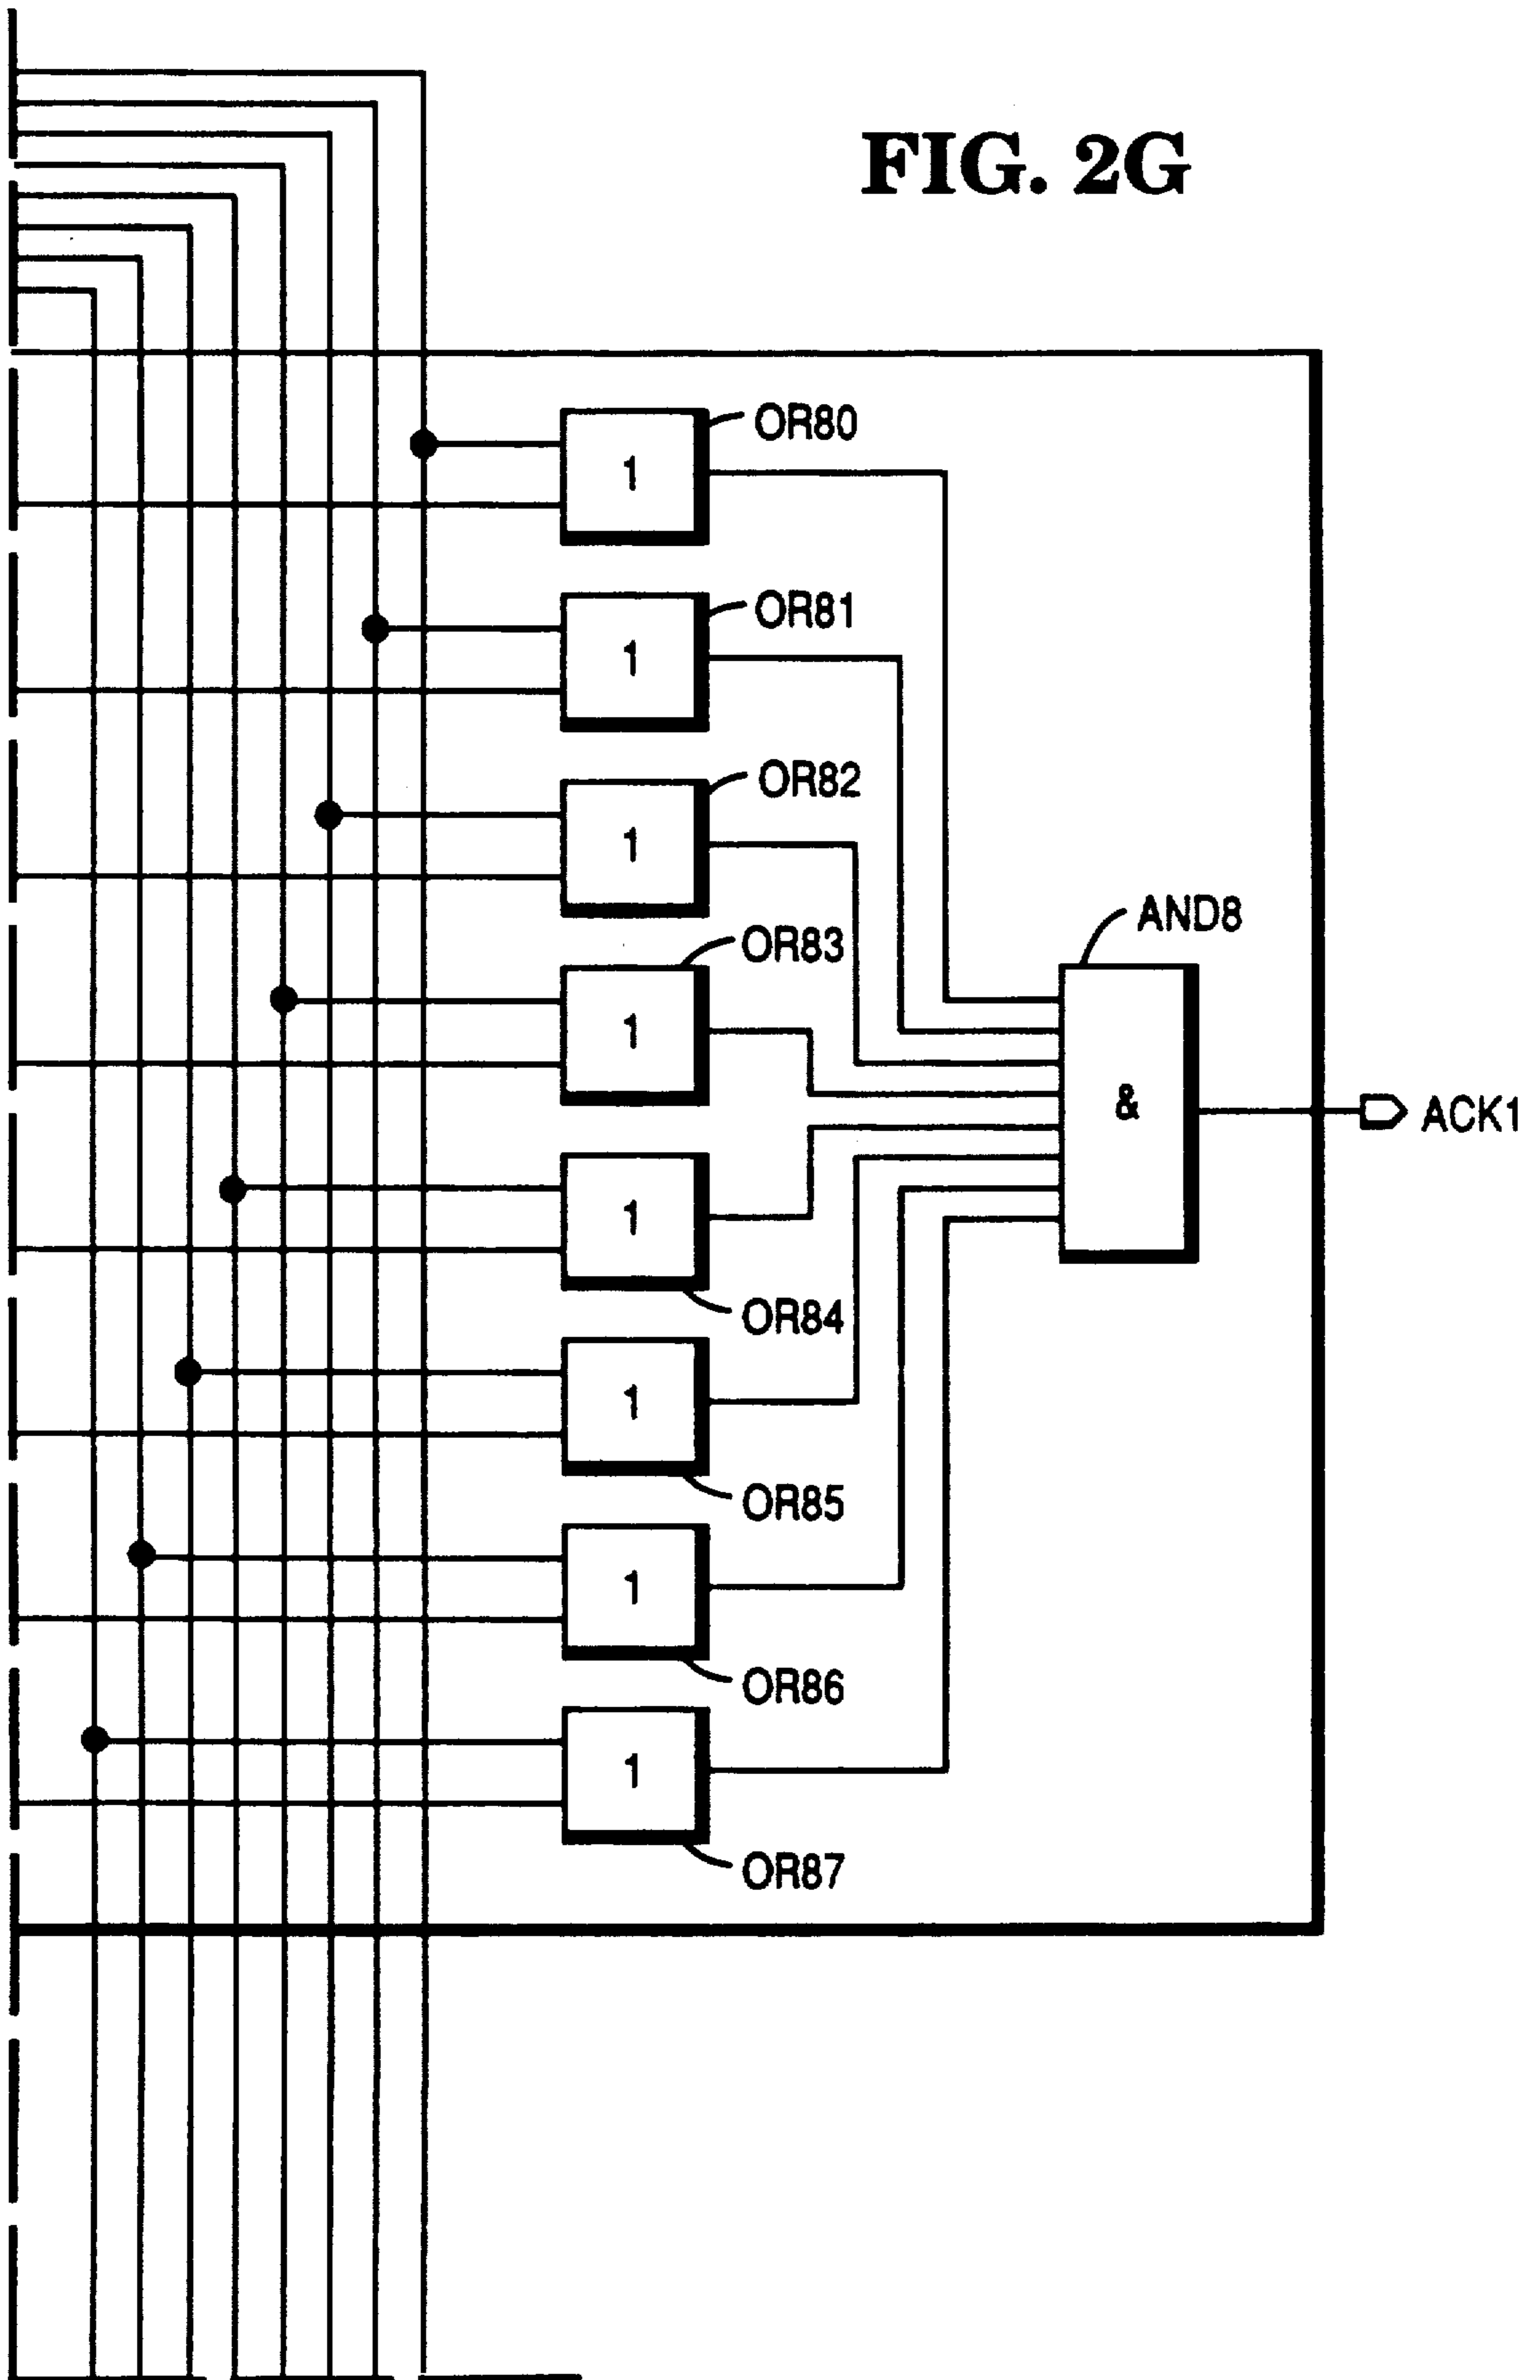 FIG. 2G
OR80
1
OR81
1
OR82
1
AND8
OR83
1
&
ACK1
1
OR84
1
OR85
1
OR86
1
OR87